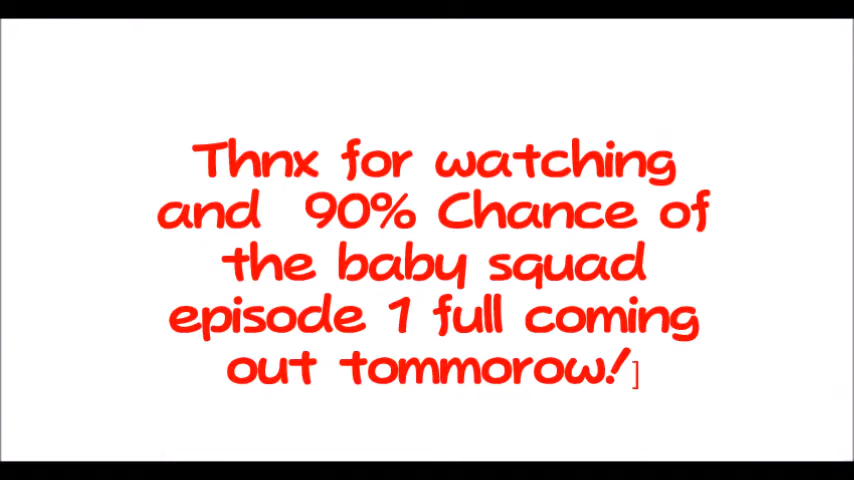 Thnx for watching
and 90% Chance of
the baby squad
episode 1 full coming
out tommorow!]